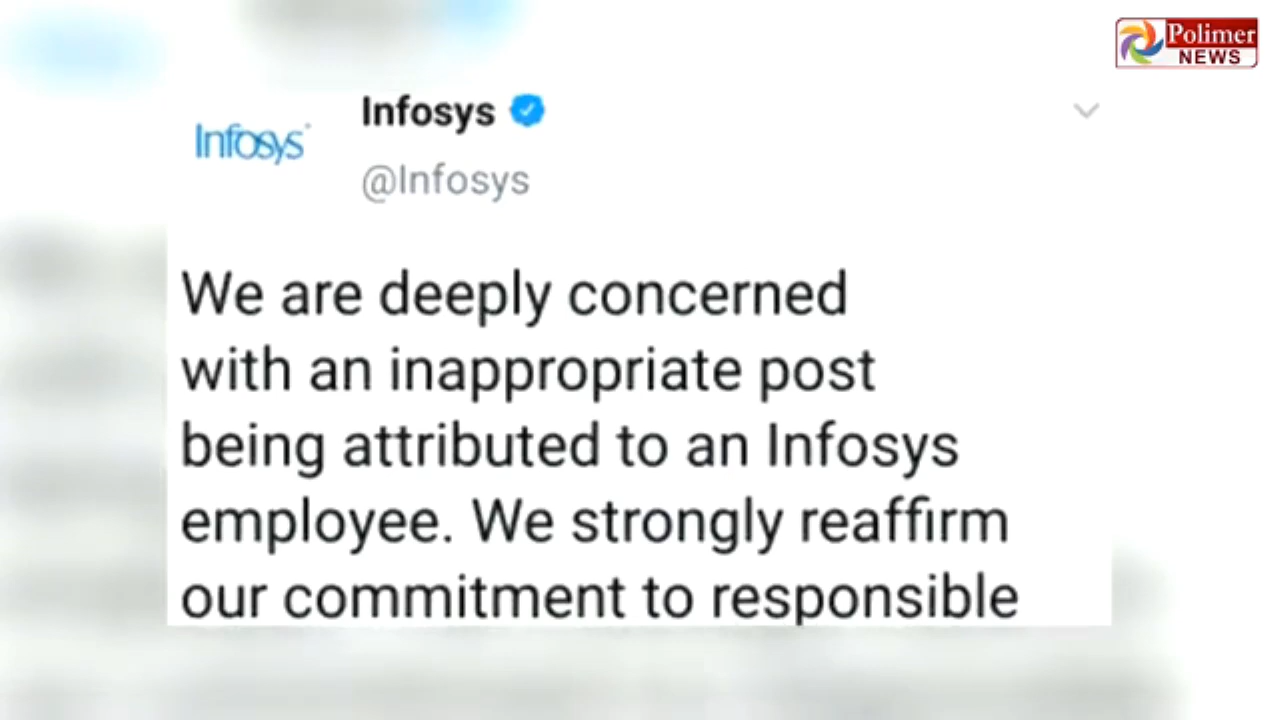 Polimer
NEWS
Infosys
Infosys
@Infosys
We are deeply concerned
with an inappropriate post
being attributed to an Infosys
employee. We strongly reaffirm
our commitment to responsible